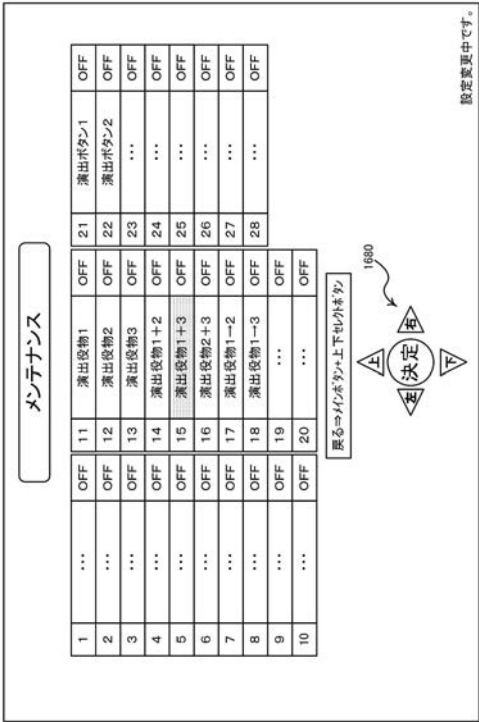 メンテナンス
1 … OFF
2 … OFF
3 … OFF
4 … OFF
5 … OFF
6 … OFF
7 … OFF
8 … OFF
9 … OFF
10 … OFF
11 演出役物1 OFF
12 演出役物2 OFF
13 演出役物3 OFF
14 演出役物1+2 OFF
15 演出役物1+3 OFF
16 演出役物2+3 OFF
17 演出役物1→2 OFF
18 演出役物1→3 OFF
19 … OFF
20 … OFF
21 演出ボタン1 OFF
22 演出ボタン2 OFF
23 … OFF
24 … OFF
25 … OFF
26 … OFF
27 … OFF
28 … OFF
戻る⇒メインボタン+上下セレクトボタン
1680
上
左 決定 右
下
設定変更中です。